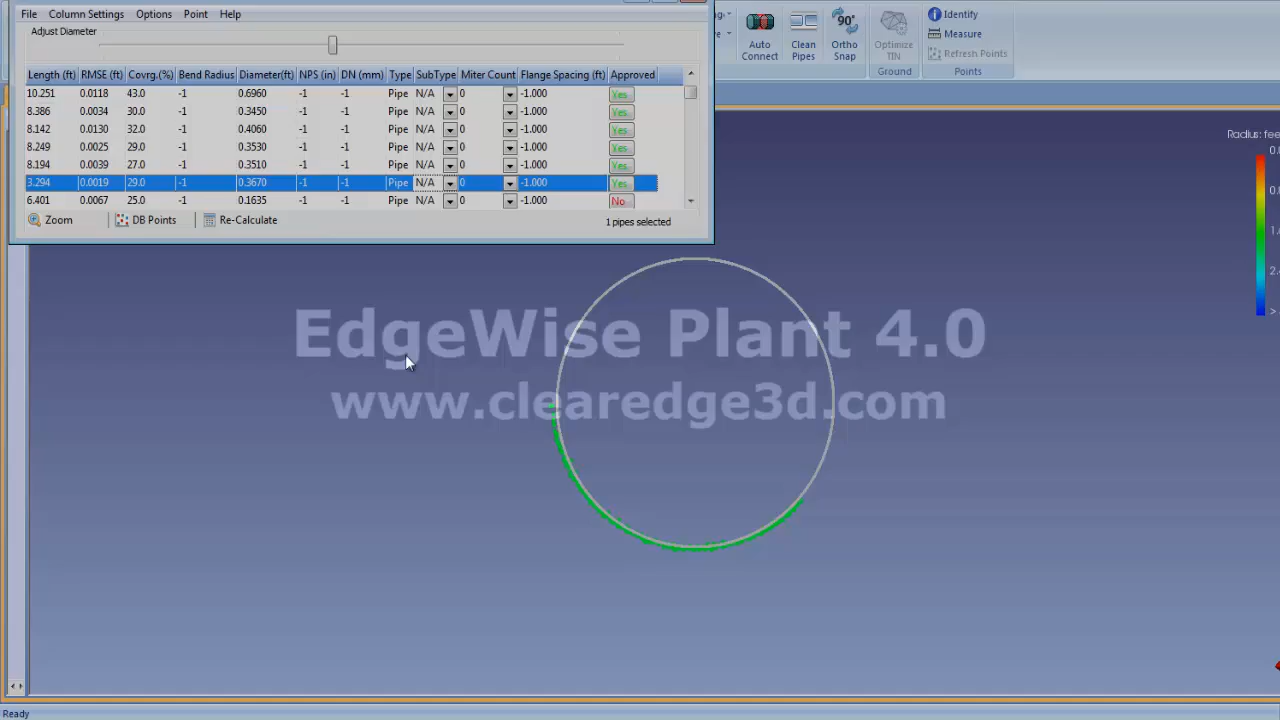 File Column Settings Options Point Help
Adjust Diameter
Length (ft) RMSE (ft) Covrg.(%) Bend Radius Diameter(ft) NPS (in) DN (mm) Type SubType Miter Count Flange Spacing (ft) Approved
10.251 0.0118 43.0 -1 0.6960 -1 -1 Pipe N/A 0 -1.000 Yes
8.386 0.0034 30.0 -1 0.3450 -1 -1 Pipe N/A 0 -1.000 Yes
8.142 0.0130 32.0 -1 0.4060 -1 -1 Pipe N/A 0 -1.000 Yes
8.249 0.0025 29.0 -1 0.3530 -1 -1 Pipe N/A 0 -1.000 Yes
8.194 0.0039 27.0 -1 0.3510 -1 -1 Pipe N/A 0 -1.000 Yes
3.294 0.0019 29.0 -1 0.3670 -1 -1 Pipe N/A 0 -1.000 Yes
6.401 0.0067 25.0 -1 0.1635 -1 -1 Pipe N/A 0 -1.000 No
Zoom DB Points Re-Calculate 1 pipes selected
Auto Connect
Clean Pipes
90°
Ortho Snap
Optimize TIN
Ground
Identify
Measure
Refresh Points
Points
Radius: fee
EdgeWise Plant 4.0
www.clearedge3d.com
Ready